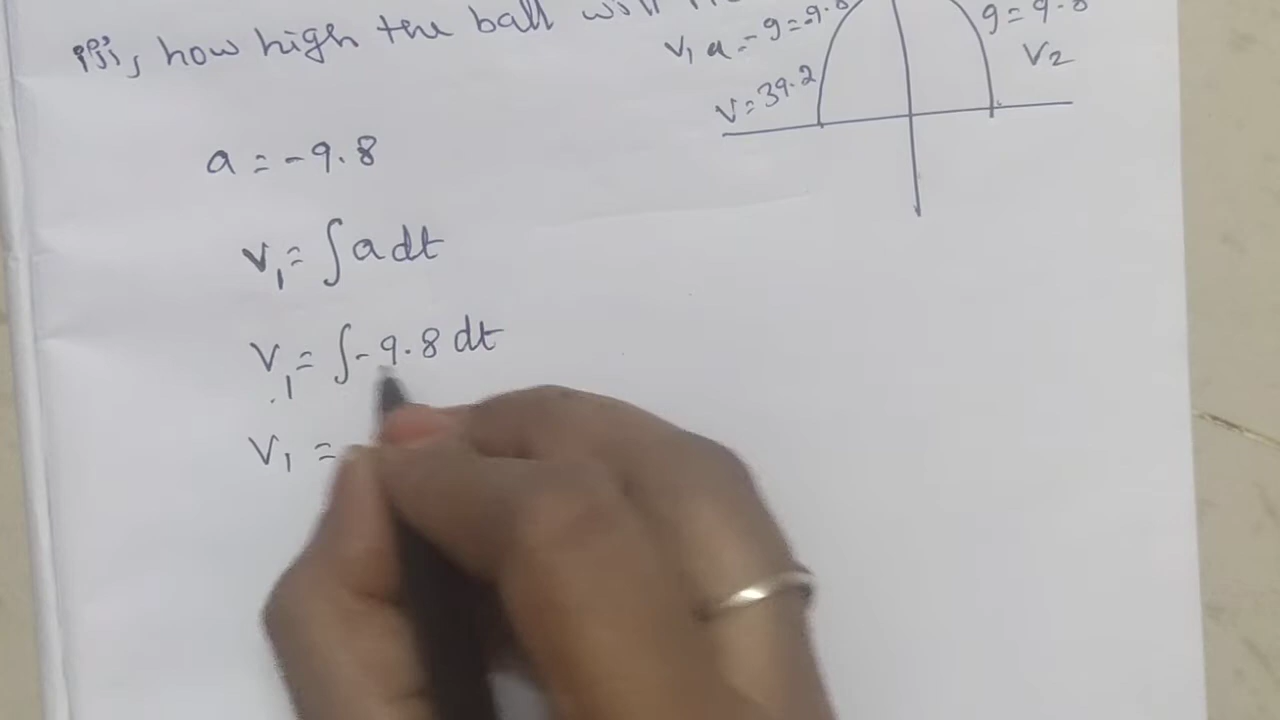 iii, how high the ball will
V₁ a = -g = -9.8
g = 9.8
V₂
V = 39.2
a = -9.8
V₁ = ∫a dt
V₁ = ∫-9.8 dt
V₁ =